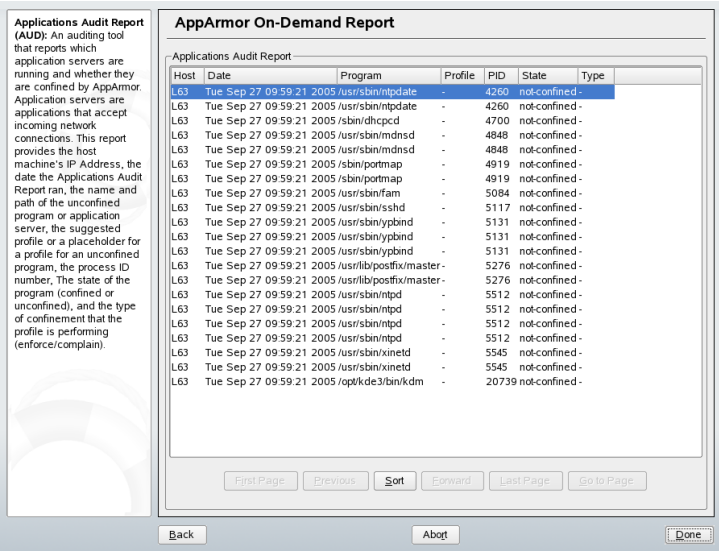 Applications Audit Report
(AUD): An auditing tool
that reports which
application servers are
running and whether they
are confined by AppArmor.
Application servers are
applications that accept
incoming network
connections. This report
provides the host
machine's IP Address, the
date the Applications Audit
Report ran, the name and
path of the unconfined
program or application
server, the suggested
profile or a placeholder for
a profile for an unconfined
program, the process ID
number, The state of the
program (confined or
unconfined), and the type
of confinement that the
profile is performing
(enforce/complain).
AppArmor On-Demand Report
Applications Audit Report
Host Date Program Profile PID State Type
L63 Tue Sep 27 09:59:21 2005 /usr/sbin/ntpdate - 4260 not-confined -
L63 Tue Sep 27 09:59:21 2005 /usr/sbin/ntpdate - 4260 not-confined -
L63 Tue Sep 27 09:59:21 2005 /sbin/dhcpcd - 4700 not-confined -
L63 Tue Sep 27 09:59:21 2005 /usr/sbin/mdnsd - 4848 not-confined -
L63 Tue Sep 27 09:59:21 2005 /usr/sbin/mdnsd - 4848 not-confined -
L63 Tue Sep 27 09:59:21 2005 /sbin/portmap - 4919 not-confined -
L63 Tue Sep 27 09:59:21 2005 /sbin/portmap - 4919 not-confined -
L63 Tue Sep 27 09:59:21 2005 /usr/sbin/fam - 5084 not-confined -
L63 Tue Sep 27 09:59:21 2005 /usr/sbin/sshd - 5117 not-confined -
L63 Tue Sep 27 09:59:21 2005 /usr/sbin/ypbind - 5131 not-confined -
L63 Tue Sep 27 09:59:21 2005 /usr/sbin/ypbind - 5131 not-confined -
L63 Tue Sep 27 09:59:21 2005 /usr/sbin/ypbind - 5131 not-confined -
L63 Tue Sep 27 09:59:21 2005 /usr/lib/postfix/master - 5276 not-confined -
L63 Tue Sep 27 09:59:21 2005 /usr/lib/postfix/master - 5276 not-confined -
L63 Tue Sep 27 09:59:21 2005 /usr/sbin/ntpd - 5512 not-confined -
L63 Tue Sep 27 09:59:21 2005 /usr/sbin/ntpd - 5512 not-confined -
L63 Tue Sep 27 09:59:21 2005 /usr/sbin/ntpd - 5512 not-confined -
L63 Tue Sep 27 09:59:21 2005 /usr/sbin/ntpd - 5512 not-confined -
L63 Tue Sep 27 09:59:21 2005 /usr/sbin/xinetd - 5545 not-confined -
L63 Tue Sep 27 09:59:21 2005 /usr/sbin/xinetd - 5545 not-confined -
L63 Tue Sep 27 09:59:21 2005 /opt/kde3/bin/kdm - 20739 not-confined -
First Page Previous Sort Forward Last Page Go to Page
Back Abort Done